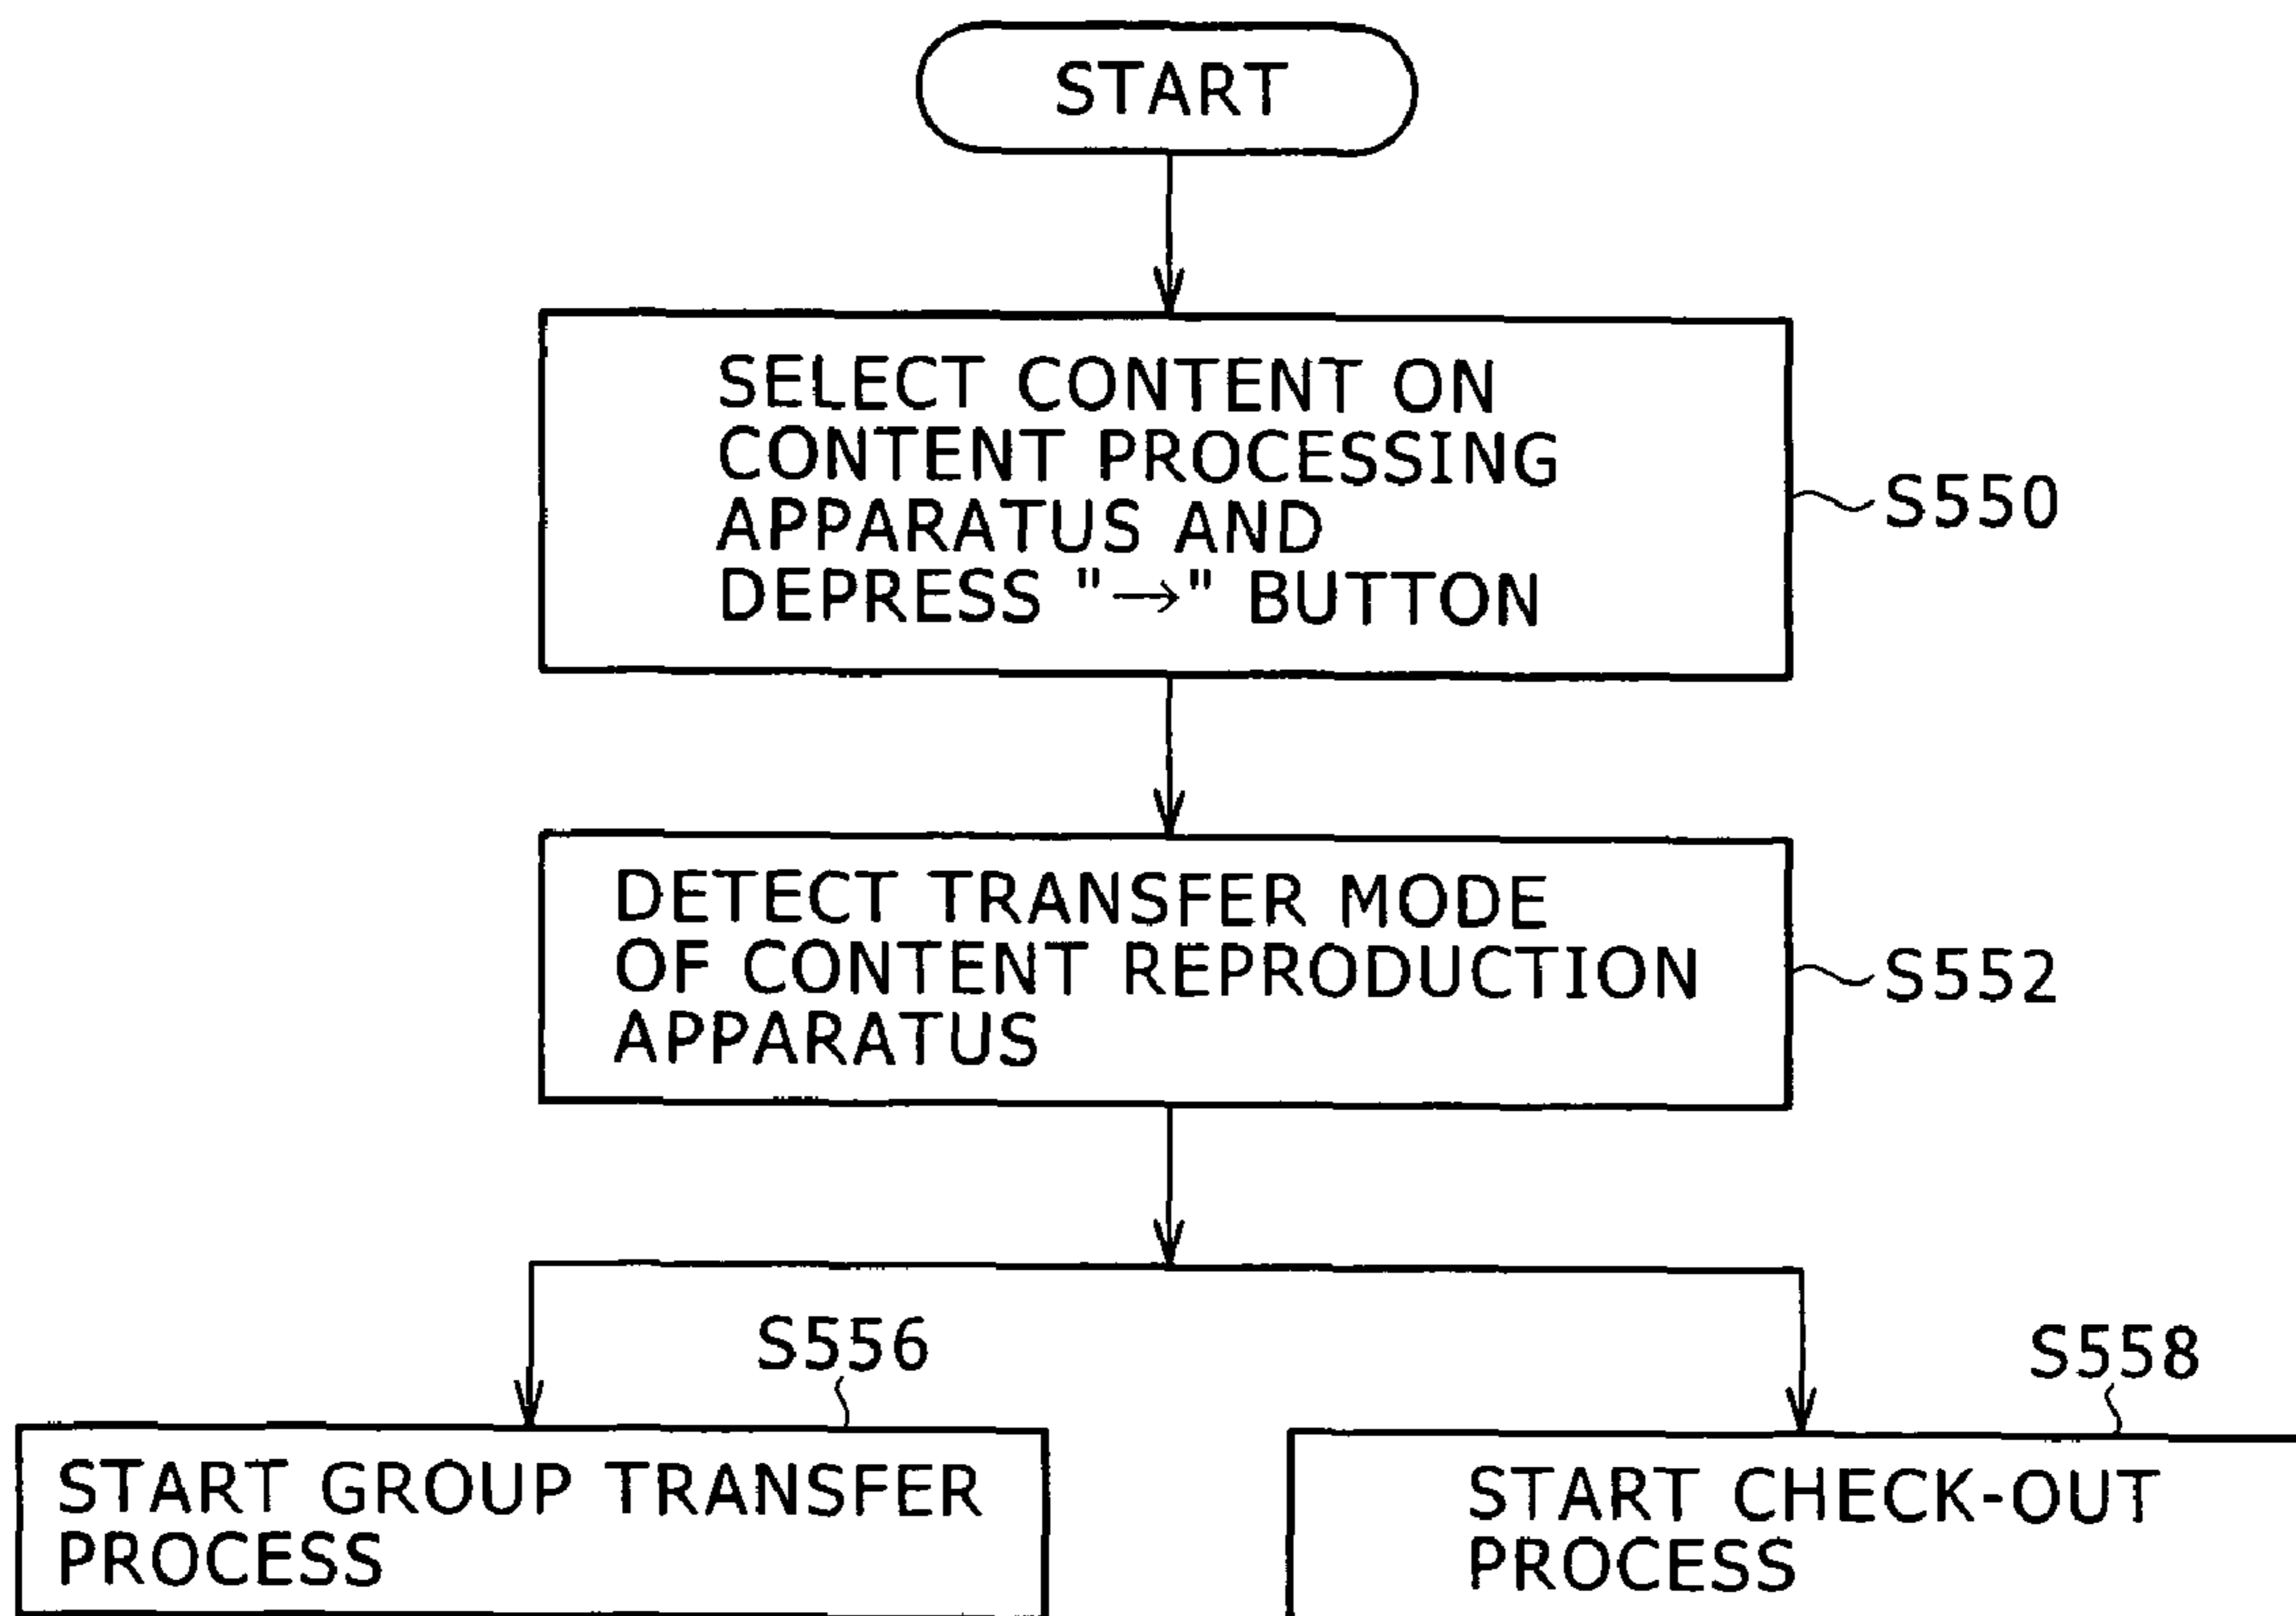 START
SELECT CONTENT ON
CONTENT PROCESSING
APPARATUS AND
DEPRESS "→" BUTTON
S550
DETECT TRANSFER MODE
OF CONTENT REPRODUCTION
APPARATUS
S552
S556
START GROUP TRANSFER
PROCESS
S558
START CHECK-OUT
PROCESS